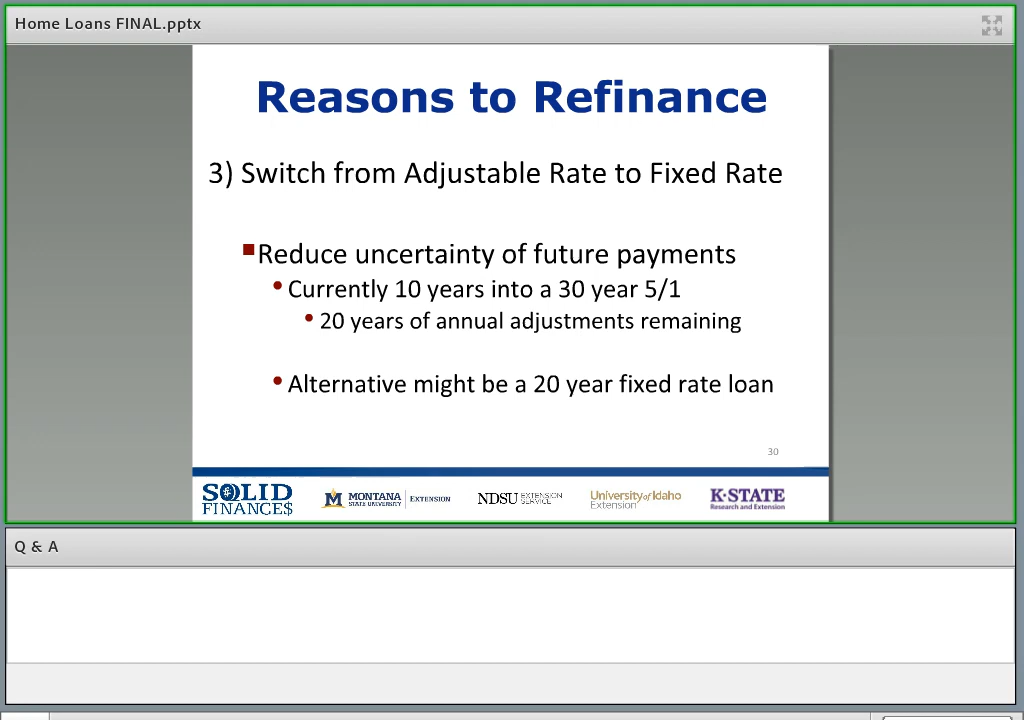 Home Loans FINAL.pptx
Reasons to Refinance
3) Switch from Adjustable Rate to Fixed Rate
Reduce uncertainty of future payments
Currently 10 years into a 30 year 5/1
20 years of annual adjustments remaining
Alternative might be a 20 year fixed rate loan
30
SOLID
FINANCES
M MONTANA
STATE UNIVERSITY
EXTENSION
NDSU EXTENSION
SERVICE
University of Idaho
Extension
K-STATE
Research and Extension
Q & A